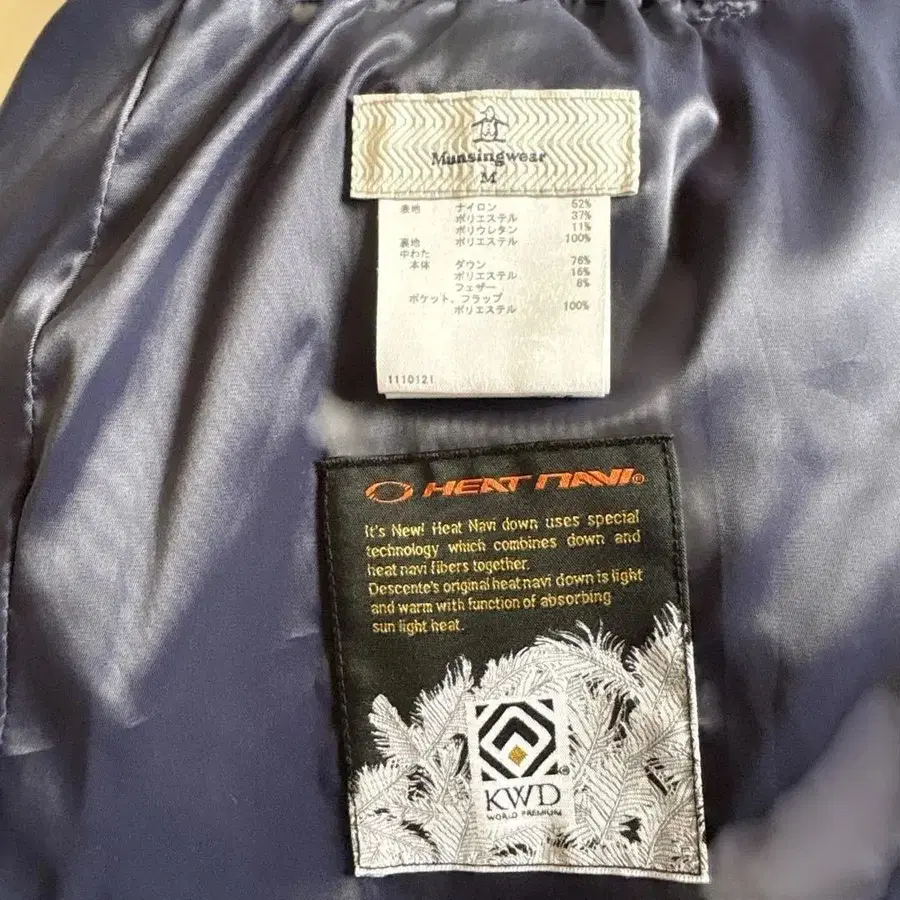 Munsingwear
M
表地 ナイロン 52%
ポリエステル 37%
ポリウレタン 11%
裏地 ポリエステル 100%
中わた
本体 ダウン 76%
ポリエステル 16%
フェザー 8%
ポケット、フラップ
ポリエステル 100%
1110121
HEAT NAVI®
It's New! Heat Navi down uses special
technology which combines down and
heat navi fibers together.
Descente's original heat navi down is light
and warm with function of absorbing
sun light heat.
®
KWD
WORLD PREMIUM